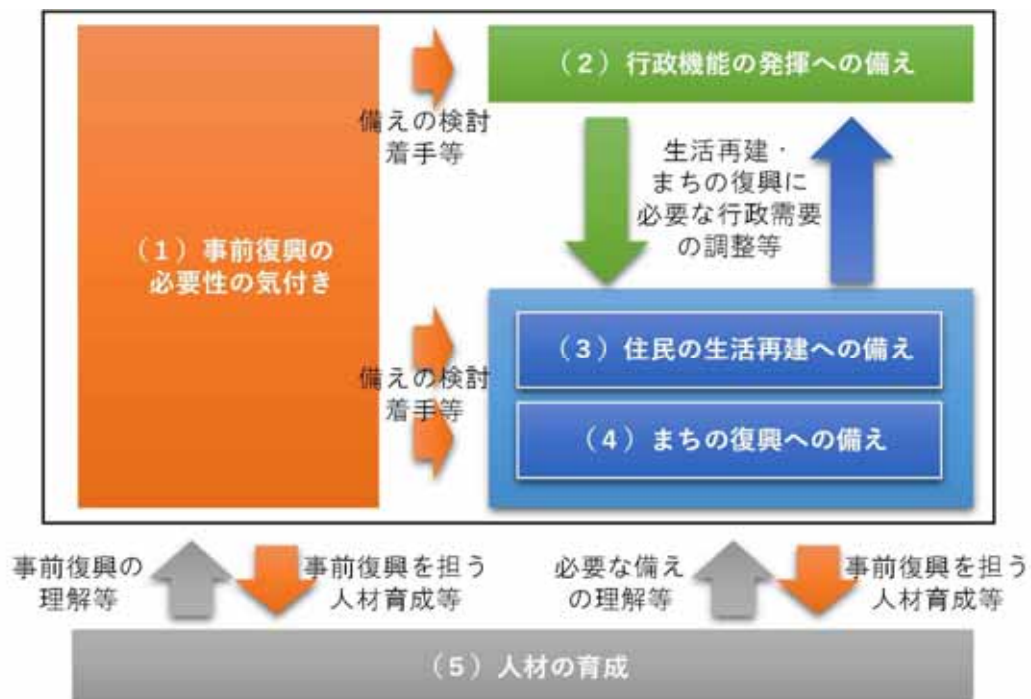 (1)事前復興の
必要性の気付き
備えの検討
着手等
(2)行政機能の発揮への備え
生活再建・
まちの復興に
必要な行政需要
の調整等
備えの検討
着手等
(3)住民の生活再建への備え
(4)まちの復興への備え
事前復興の
理解等
事前復興を担う
人材育成等
必要な備え
の理解等
事前復興を担う
人材育成等
(5)人材の育成